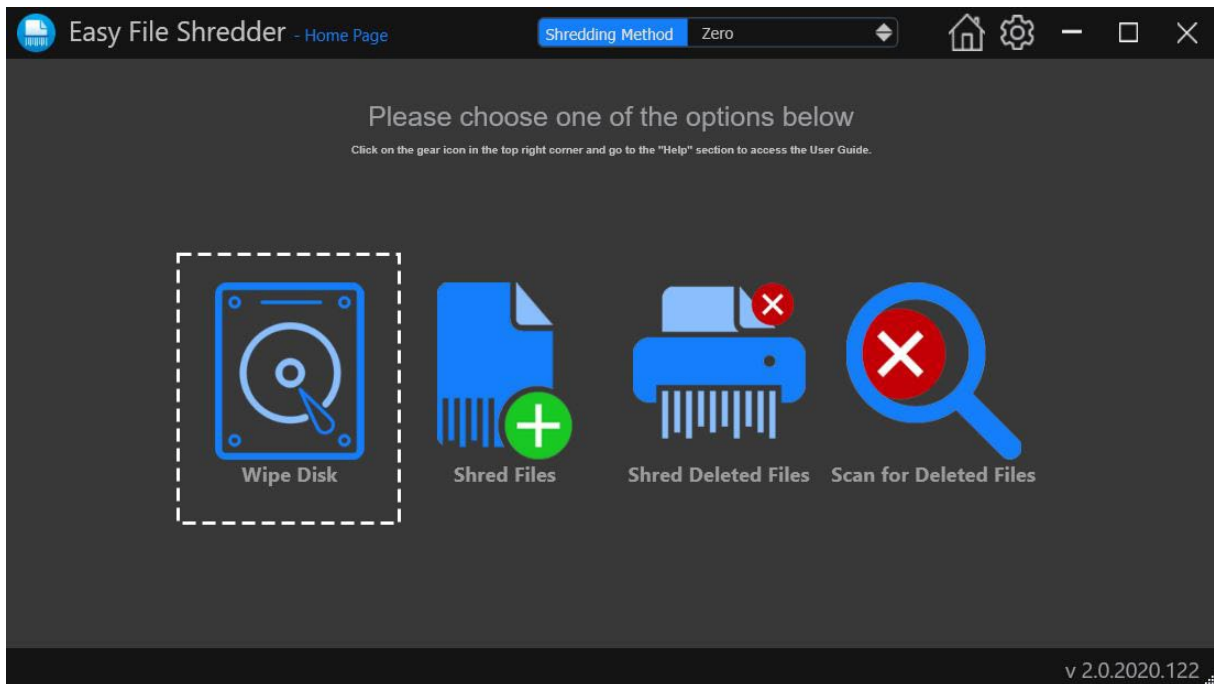 Easy File Shredder - Home Page Shredding Method Zero
Please choose one of the options below
Click on the gear icon in the top right corner and go to the "Help" section to access the User Guide.
Wipe Disk Shred Files Shred Deleted Files Scan for Deleted Files
v 2.0.2020.122